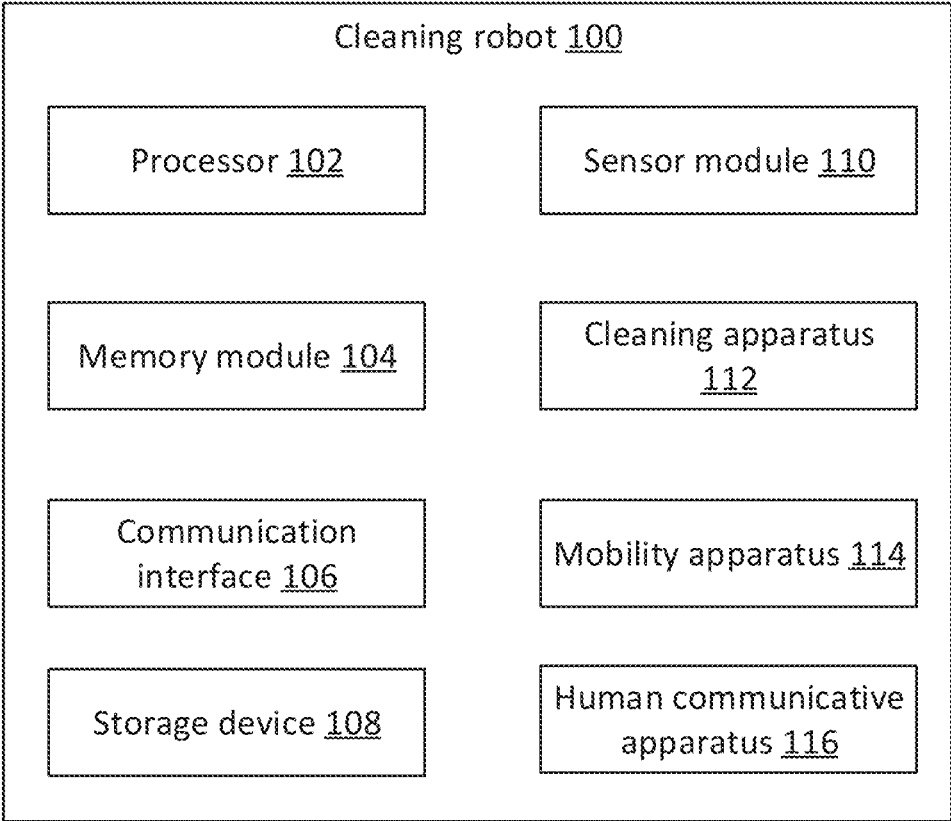 Cleaning robot 100
Processor 102
Sensor module 110
Memory module 104
Cleaning apparatus
112
Communication
interface 106
Mobility apparatus 114
Storage device 108
Human communicative
apparatus 116